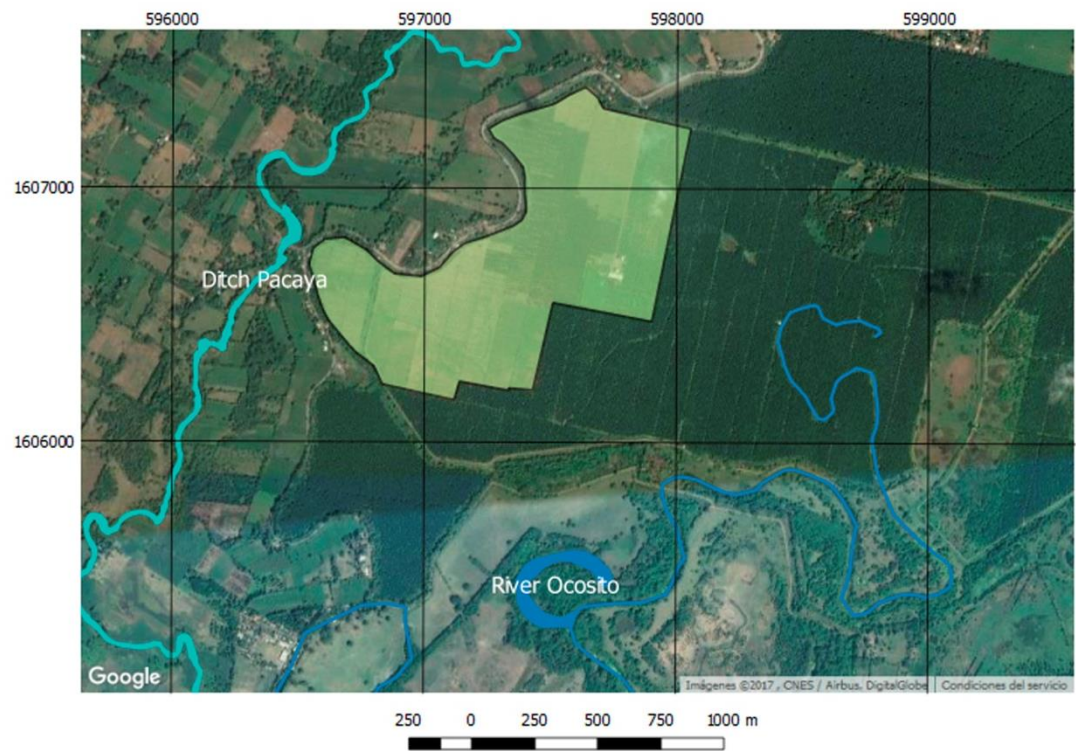 596000 597000 598000 599000
1607000
Ditch Pacaya
1606000
River Ocosito
Google
Imágenes ©2017 , CNES / Airbus, DigitalGlobe Condiciones del servicio
250 0 250 500 750 1000 m